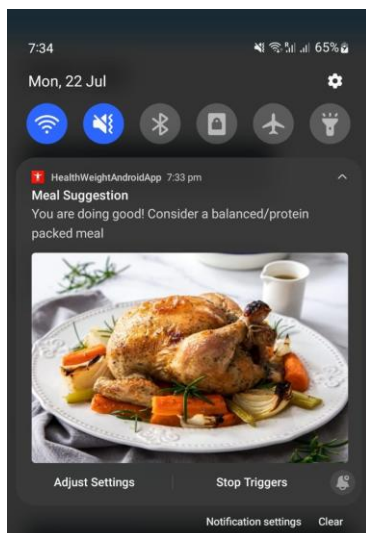 7:34
65%
Mon, 22 Jul
HealthWeightAndroidApp 7:33 pm
Meal Suggestion
You are doing good! Consider a balanced/protein
packed meal
Adjust Settings
Stop Triggers
Notification settings Clear